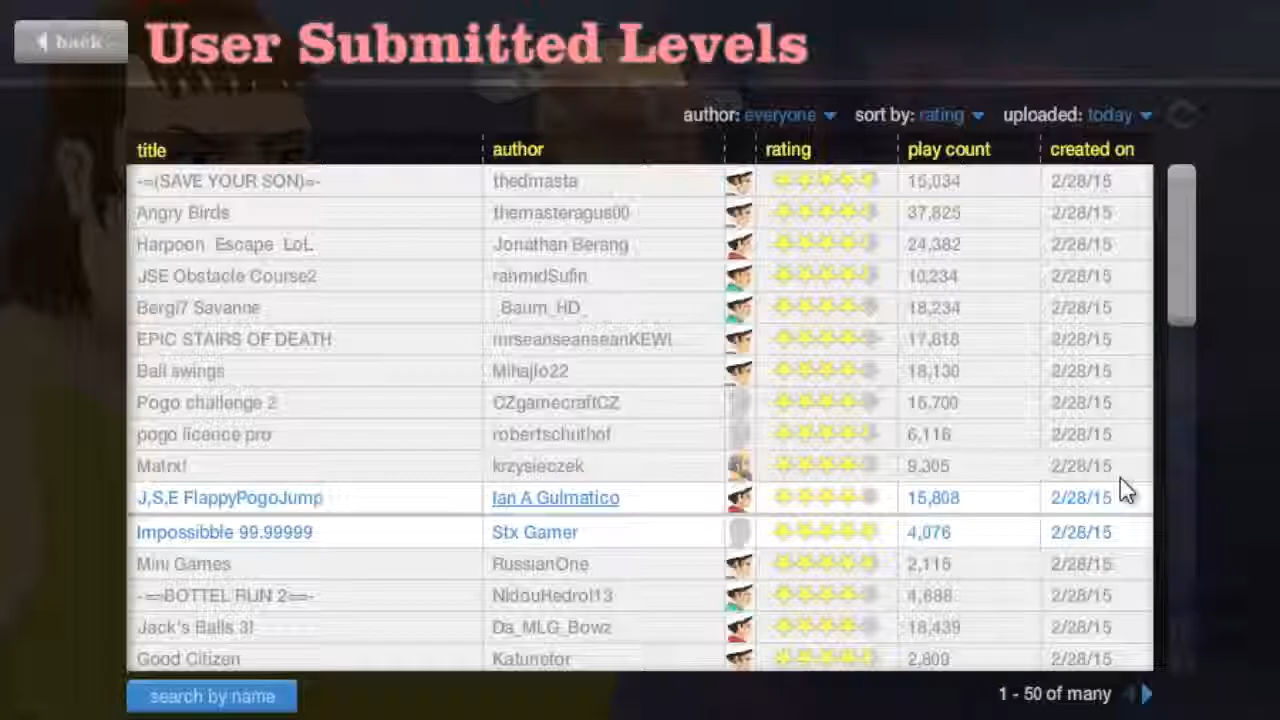 back
User Submitted Levels
author: everyone sort by: rating uploaded: today
title author rating play count created on
-=(SAVE YOUR SON)=- thedmasta 15,034 2/28/15
Angry Birds themasteragus00 37,825 2/28/15
Harpoon Escape LoL Jonathan Berang 24,382 2/28/15
JSE Obstacle Course2 rahmidSufin 10,234 2/28/15
Bergi7 Savanne _Baum_HD_ 18,234 2/28/15
EPIC STAIRS OF DEATH mrseanseanseanKEWL 17,818 2/28/15
Ball swings Mihajlo22 18,130 2/28/15
Pogo challenge 2 CZgamecraftCZ 15,700 2/28/15
pogo licence pro robertschuthof 6,116 2/28/15
Matrx! krzysieczek 9,305 2/28/15
J,S,E FlappyPogoJump Ian A Gulmatico 15,808 2/28/15
Impossibble 99.99999 Stx Gamer 4,076 2/28/15
Mini Games RussianOne 2,115 2/28/15
-==BOTTEL RUN 2==- NidouHedrol13 4,688 2/28/15
Jack's Balls 3! Da_MLG_Bowz 18,439 2/28/15
Good Citizen Katunefor 2,809 2/28/15
search by name 1 - 50 of many